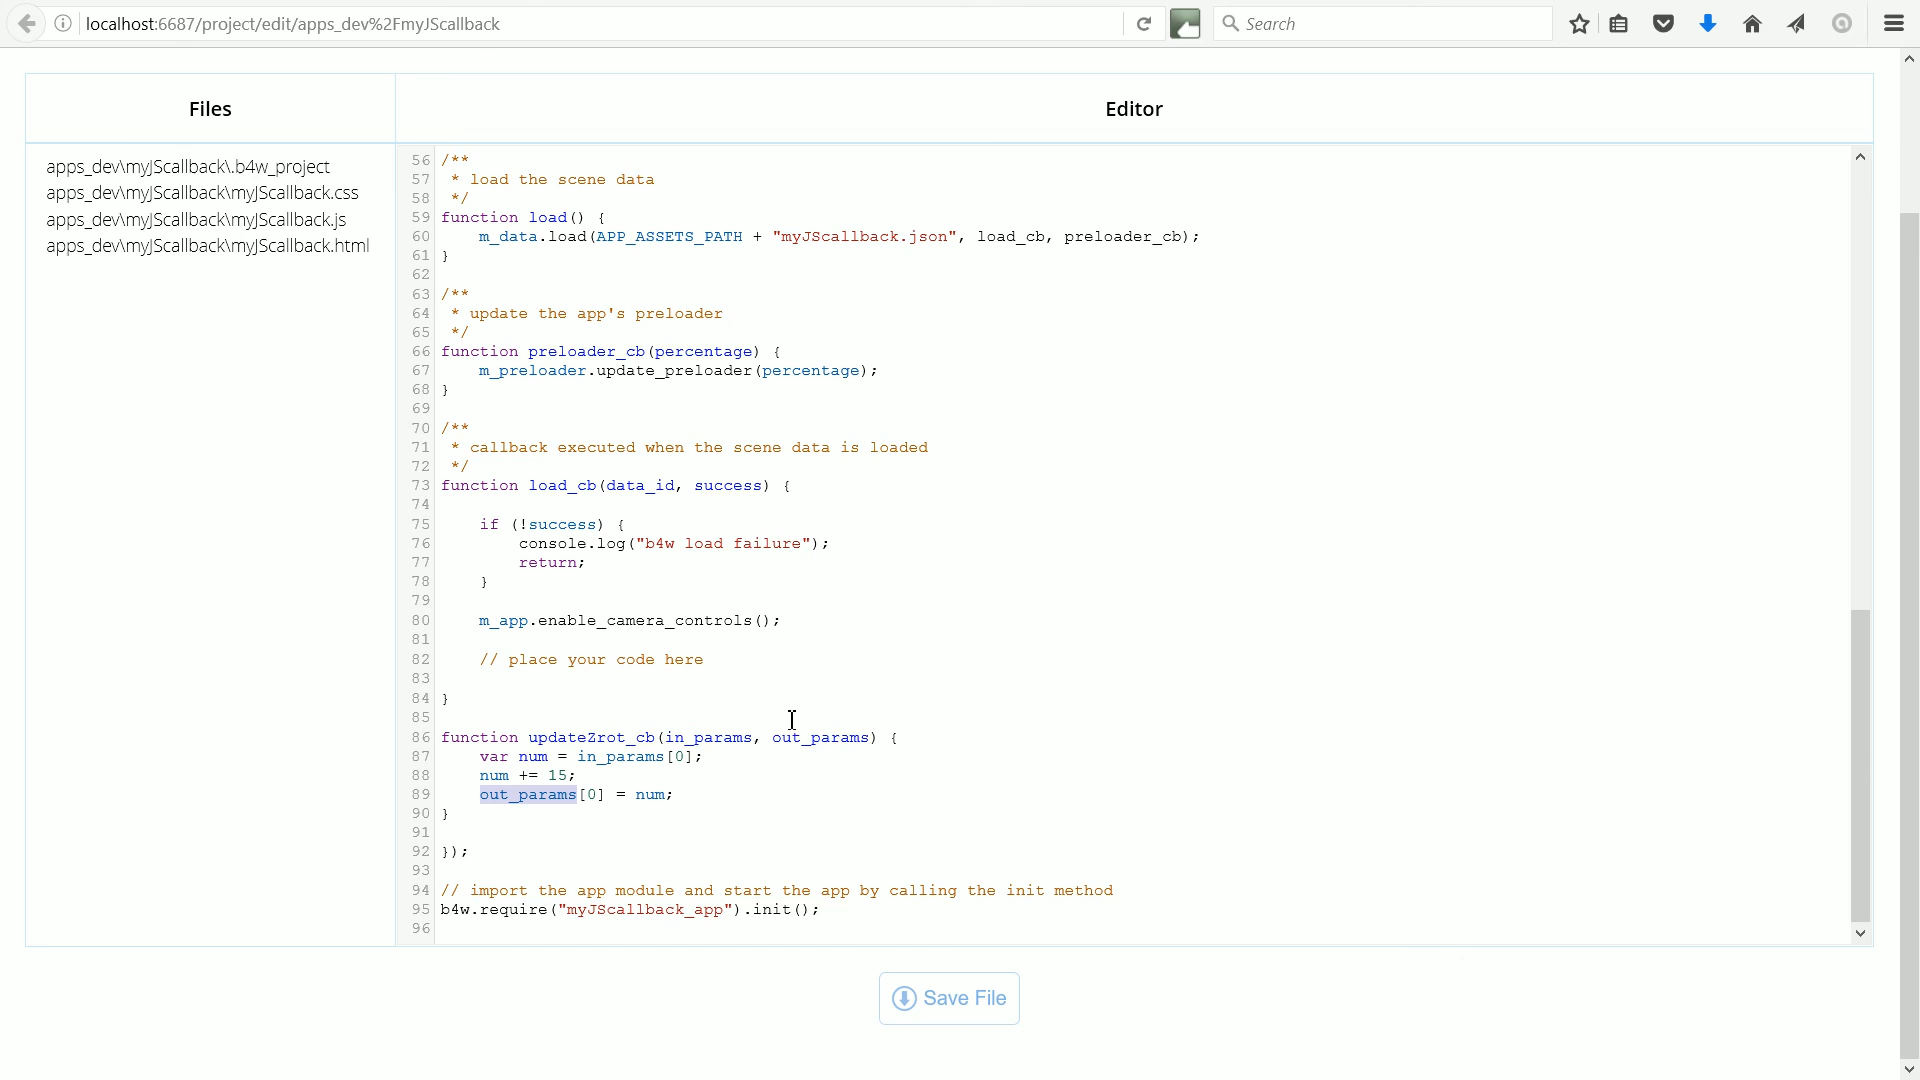 localhost:6687/project/edit/apps_dev%2FmyJScallback
Search
Files
Editor
apps_dev\myJScallback\.b4w_project
apps_dev\myJScallback\myJScallback.css
apps_dev\myJScallback\myJScallback.js
apps_dev\myJScallback\myJScallback.html
56 /**
57  * load the scene data
58  */
59 function load() {
60     m_data.load(APP_ASSETS_PATH + "myJScallback.json", load_cb, preloader_cb);
61 }
62
63 /**
64  * update the app's preloader
65  */
66 function preloader_cb(percentage) {
67     m_preloader.update_preloader(percentage);
68 }
69
70 /**
71  * callback executed when the scene data is loaded
72  */
73 function load_cb(data_id, success) {
74
75     if (!success) {
76         console.log("b4w load failure");
77         return;
78     }
79
80     m_app.enable_camera_controls();
81
82     // place your code here
83
84 }
85
86 function updateZrot_cb(in_params, out_params) {
87     var num = in_params[0];
88     num += 15;
89     out_params[0] = num;
90 }
91
92 });
93
94 // import the app module and start the app by calling the init method
95 b4w.require("myJScallback_app").init();
96
Save File